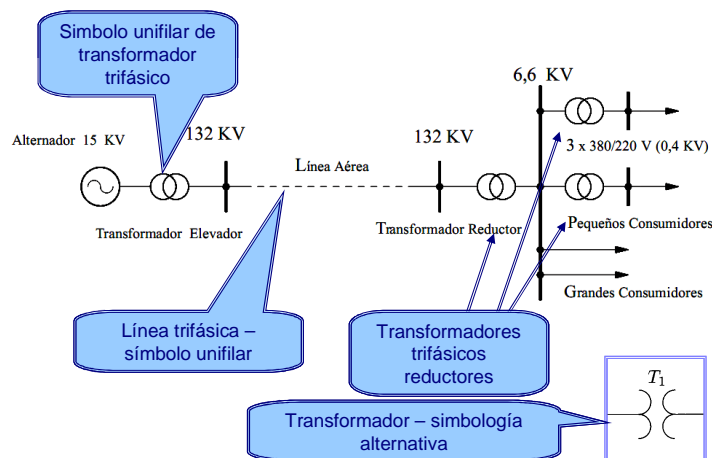 Simbolo unifilar de
transformador
trifásico
6,6 KV
Alternador 15 KV
132 KV
Línea Aérea
132 KV
3 x 380/220 V (0,4 KV)
Transformador Elevador
Transformador Reductor
Pequeños Consumidores
Grandes Consumidores
Línea trifásica –
símbolo unifilar
Transformadores
trifásicos
reductores
Transformador – simbología
alternativa
T1